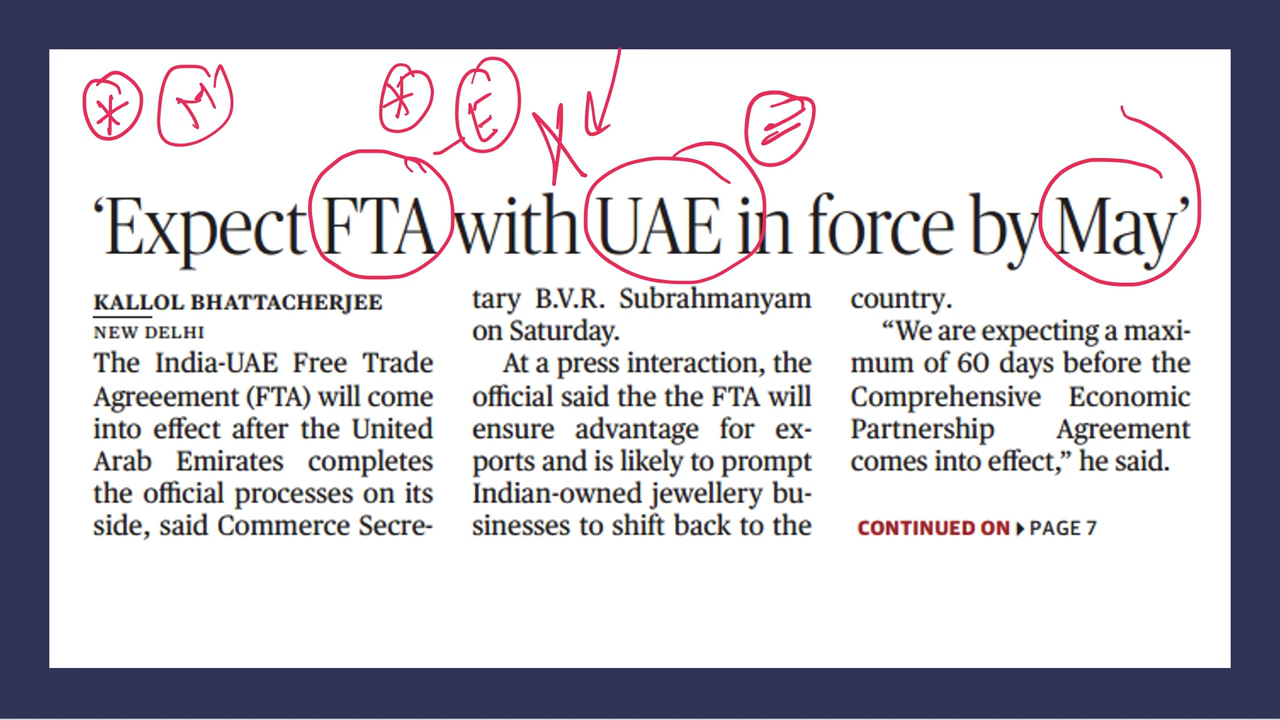 * M * E
‘Expect FTA with UAE in force by May’
KALLOL BHATTACHERJEE
NEW DELHI
The India-UAE Free Trade
Agreeement (FTA) will come
into effect after the United
Arab Emirates completes
the official processes on its
side, said Commerce Secre-
tary B.V.R. Subrahmanyam
on Saturday.
At a press interaction, the
official said the the FTA will
ensure advantage for ex-
ports and is likely to prompt
Indian-owned jewellery bu-
sinesses to shift back to the
country.
“We are expecting a maxi-
mum of 60 days before the
Comprehensive Economic
Partnership Agreement
comes into effect,” he said.
CONTINUED ON PAGE 7